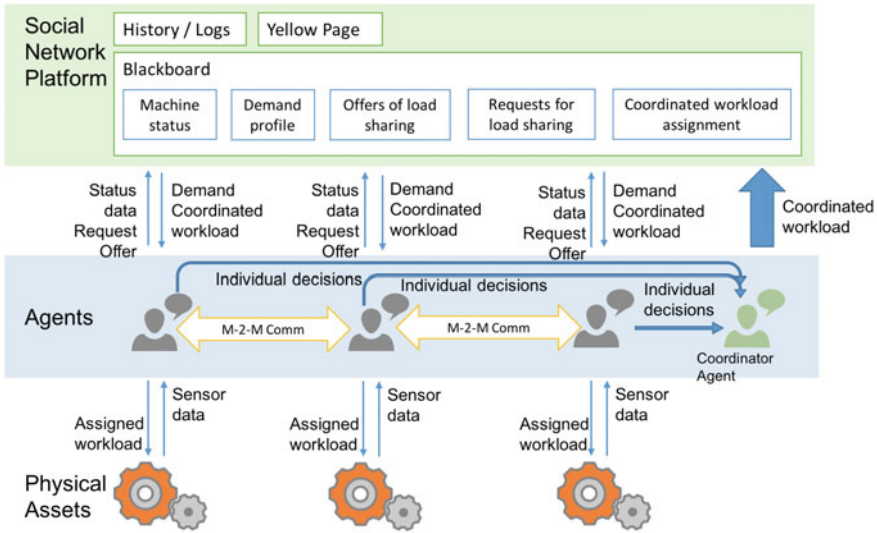 Social
Network
Platform
History / Logs
Yellow Page
Blackboard
Machine
status
Demand
profile
Offers of load
sharing
Requests for
load sharing
Coordinated workload
assignment
Status
data
Request
Offer
Demand
Coordinated
workload
Status
data
Request
Offer
Demand
Coordinated
workload
Status
data
Request
Offer
Demand
Coordinated
workload
Coordinated
workload
Agents
Individual decisions
Individual decisions
Individual
decisions
M-2-M Comm
M-2-M Comm
Coordinator
Agent
Assigned
workload
Sensor
data
Assigned
workload
Sensor
data
Assigned
workload
Sensor
data
Physical
Assets